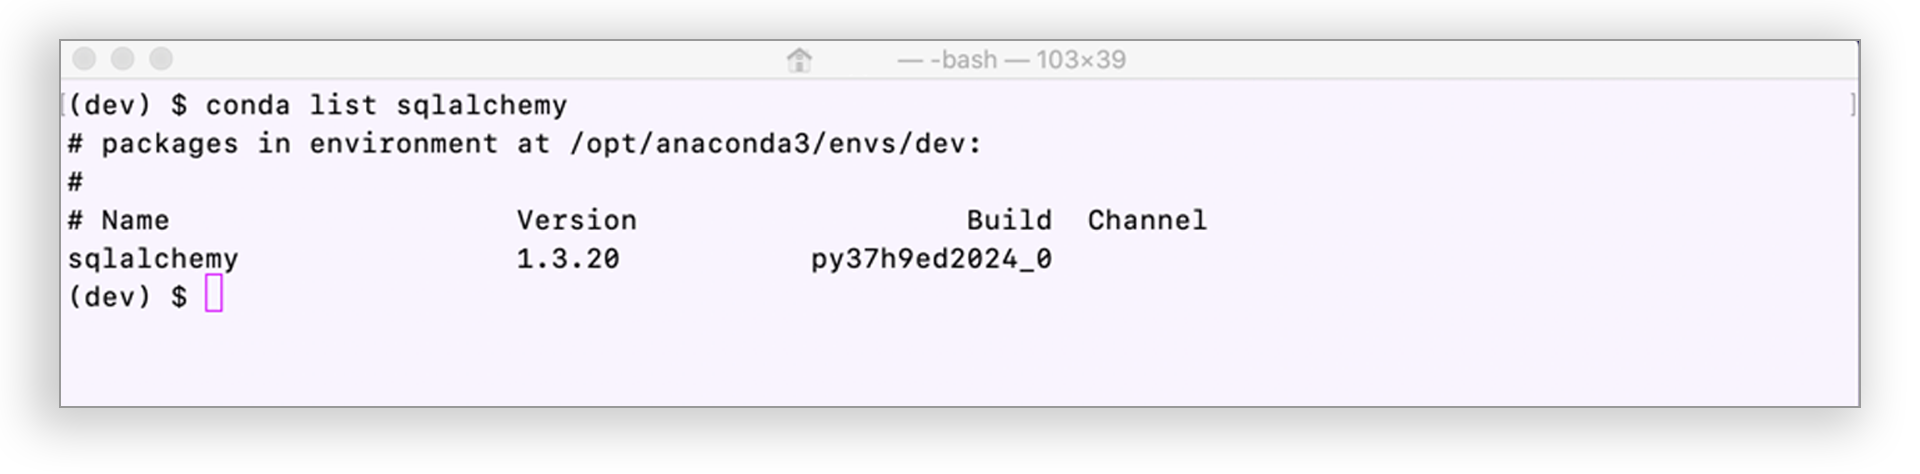 — -bash — 103×39
(dev) $ conda list sqlalchemy
# packages in environment at /opt/anaconda3/envs/dev:
#
# Name                    Version                   Build  Channel
sqlalchemy                1.3.20           py37h9ed2024_0
(dev) $